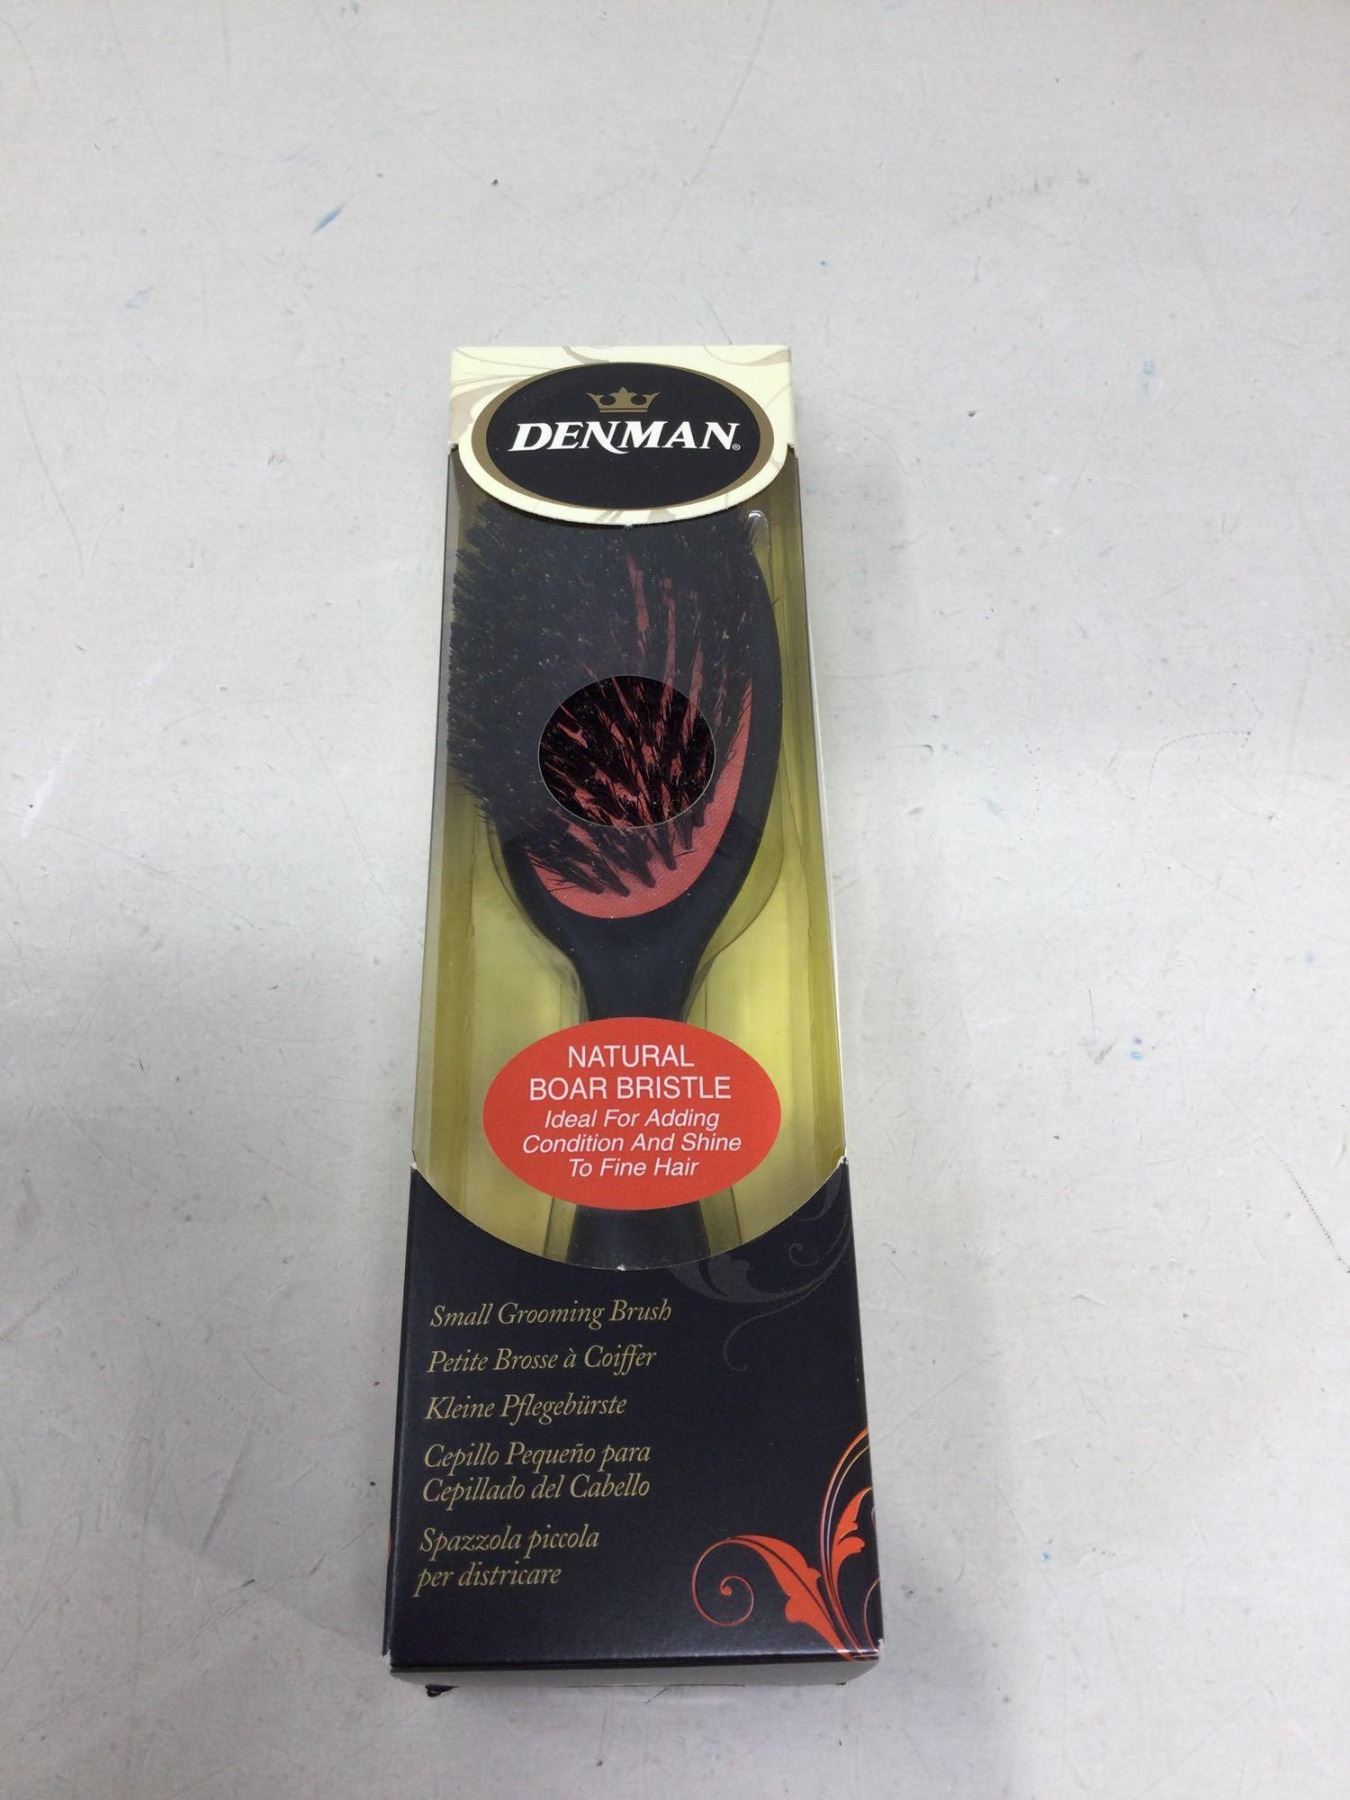 DENMAN®
NATURAL
BOAR BRISTLE
Ideal For Adding
Condition And Shine
To Fine Hair
Small Grooming Brush
Petite Brosse à Coiffer
Kleine Pflegebürste
Cepillo Pequeño para
Cepillado del Cabello
Spazzola piccola
per districare